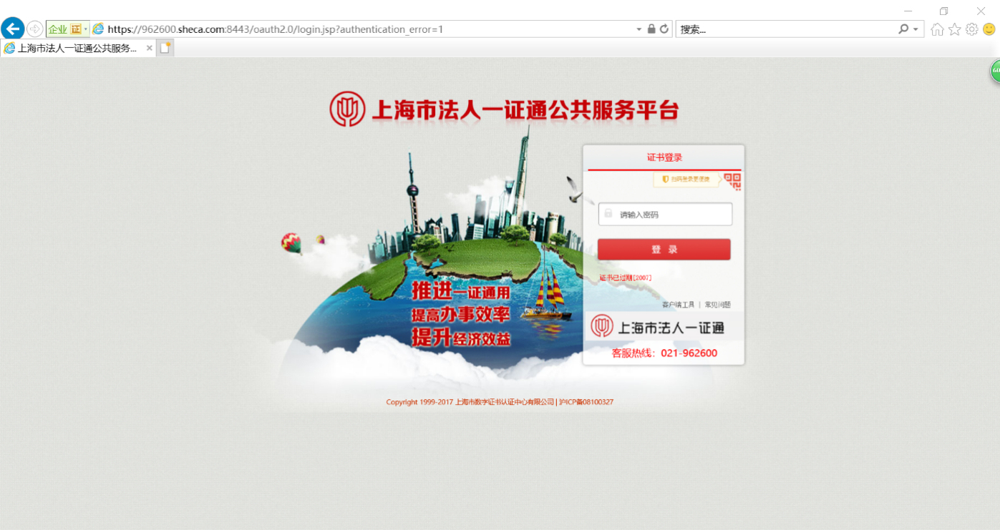 企业 证
https://962600.sheca.com:8443/oauth2.0/login.jsp?authentication_error=1
搜索...
上海市法人一证通公共服务...
60
上海市法人一证通公共服务平台
证书登录
扫码登录更便捷
请输入密码
登 录
证书已过期[2007]
客户端工具 | 常见问题
推进一证通用
提高办事效率
提升经济效益
上海市法人一证通
客服热线：021-962600
Copyright 1999-2017 上海市数字证书认证中心有限公司 | 沪ICP备08100327